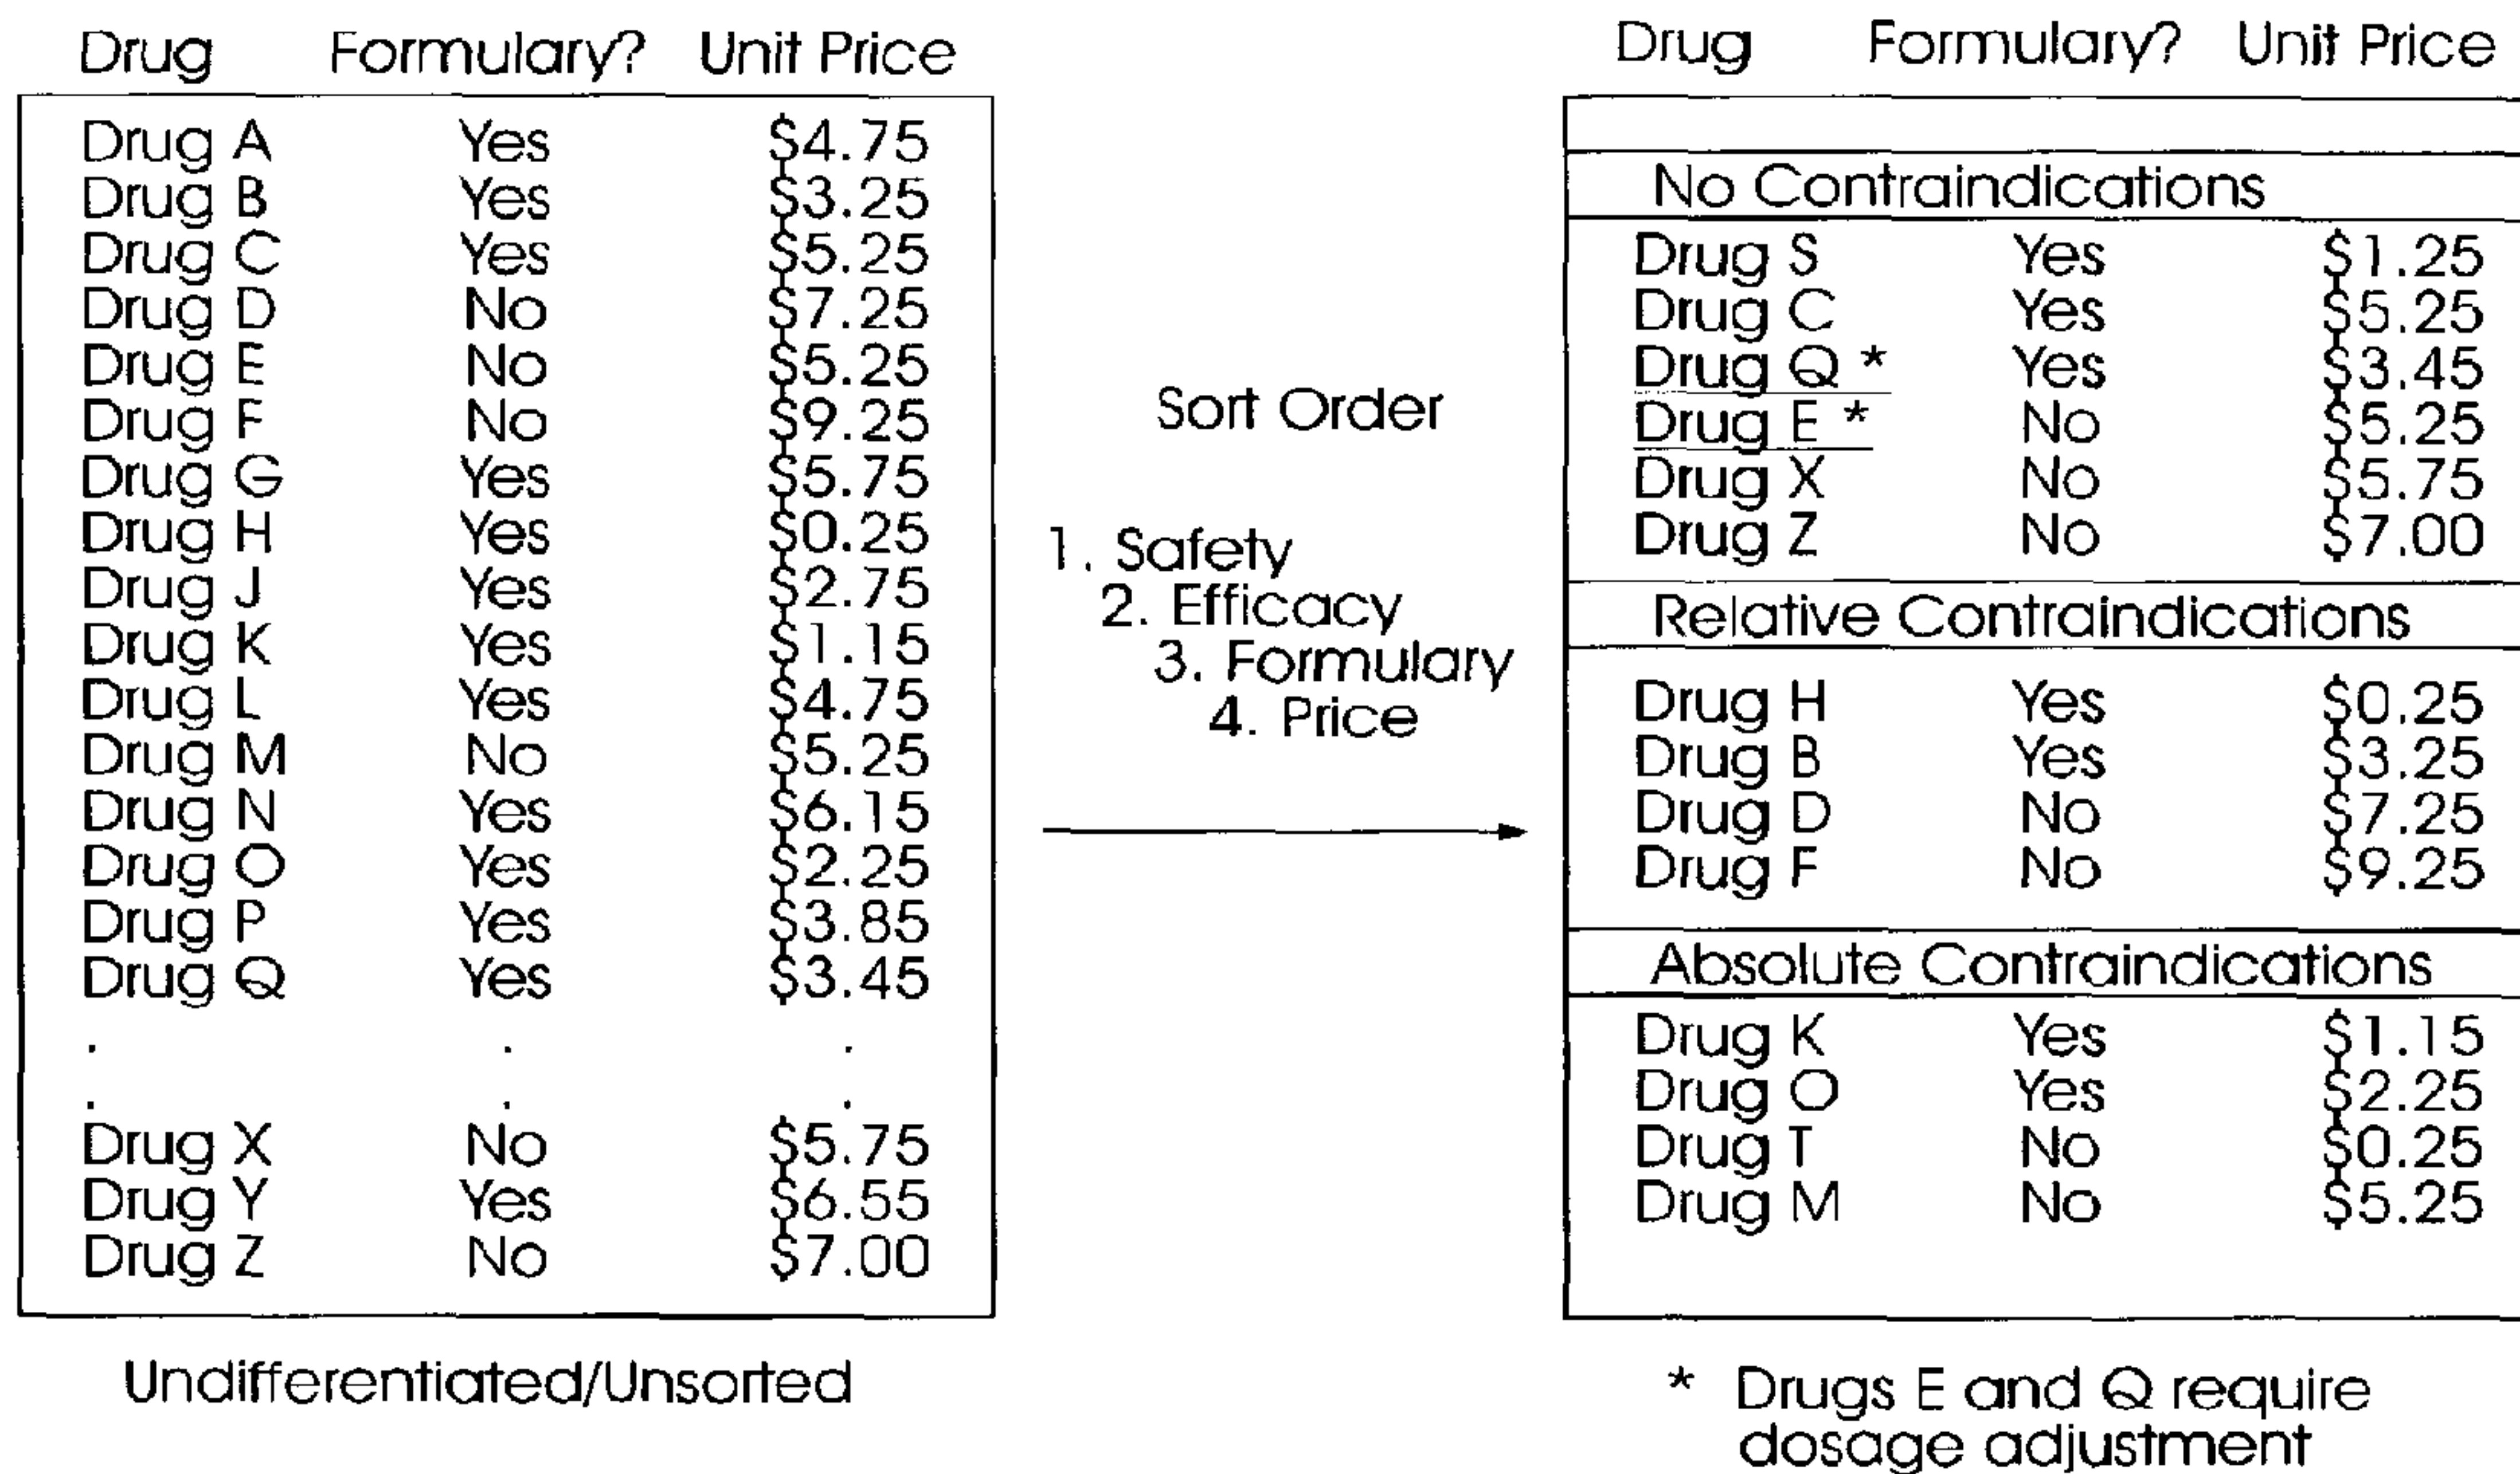 Drug Formulary? Unit Price
Drug A Yes $4.75
Drug B Yes $3.25
Drug C Yes $5.25
Drug D No $7.25
Drug E No $5.25
Drug F No $9.25
Drug G Yes $5.75
Drug H Yes $0.25
Drug J Yes $2.75
Drug K Yes $1.15
Drug L Yes $4.75
Drug M No $5.25
Drug N Yes $6.15
Drug O Yes $2.25
Drug P Yes $3.85
Drug Q Yes $3.45
. . .
. . .
Drug X No $5.75
Drug Y Yes $6.55
Drug Z No $7.00
Undifferentiated/Unsorted
Sort Order
1. Safety
2. Efficacy
3. Formulary
4. Price
Drug Formulary? Unit Price
No Contraindications
Drug S Yes $1.25
Drug C Yes $5.25
Drug Q * Yes $3.45
Drug E * No $5.25
Drug X No $5.75
Drug Z No $7.00
Relative Contraindications
Drug H Yes $0.25
Drug B Yes $3.25
Drug D No $7.25
Drug F No $9.25
Absolute Contraindications
Drug K Yes $1.15
Drug O Yes $2.25
Drug T No $0.25
Drug M No $5.25
* Drugs E and Q require
dosage adjustment